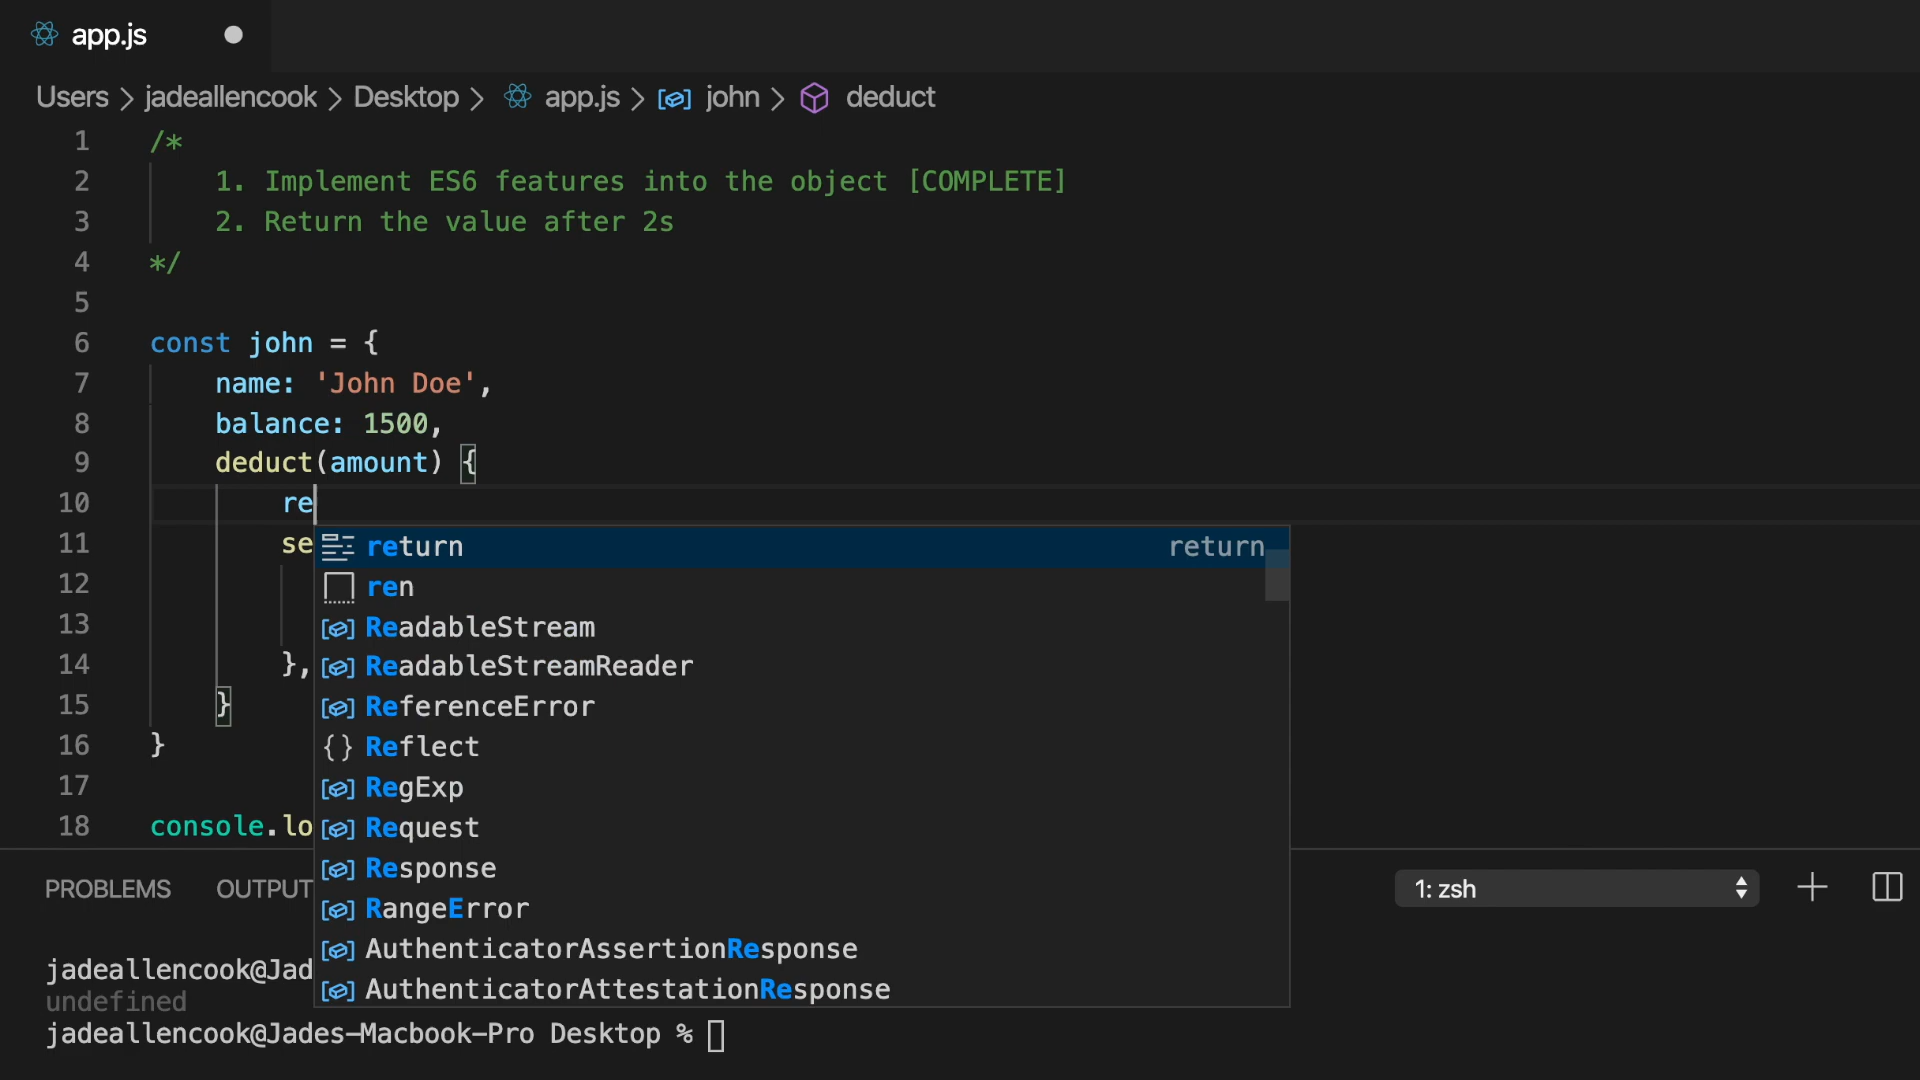 app.js
Users > jadeallencook > Desktop > app.js > john > deduct
1 /*
2 1. Implement ES6 features into the object [COMPLETE]
3 2. Return the value after 2s
4 */
5
6 const john = {
7 name: 'John Doe',
8 balance: 1500,
9 deduct(amount) {
10 re
11 se
return return
12
ren
13
ReadableStream
14 },
ReadableStreamReader
15 }
ReferenceError
16 }
Reflect
17
RegExp
18 console.lo
Request
Response
RangeError
AuthenticatorAssertionResponse
AuthenticatorAttestationResponse
PROBLEMS OUTPUT 1: zsh
jadeallencook@Jad
undefined
jadeallencook@Jades-Macbook-Pro Desktop %